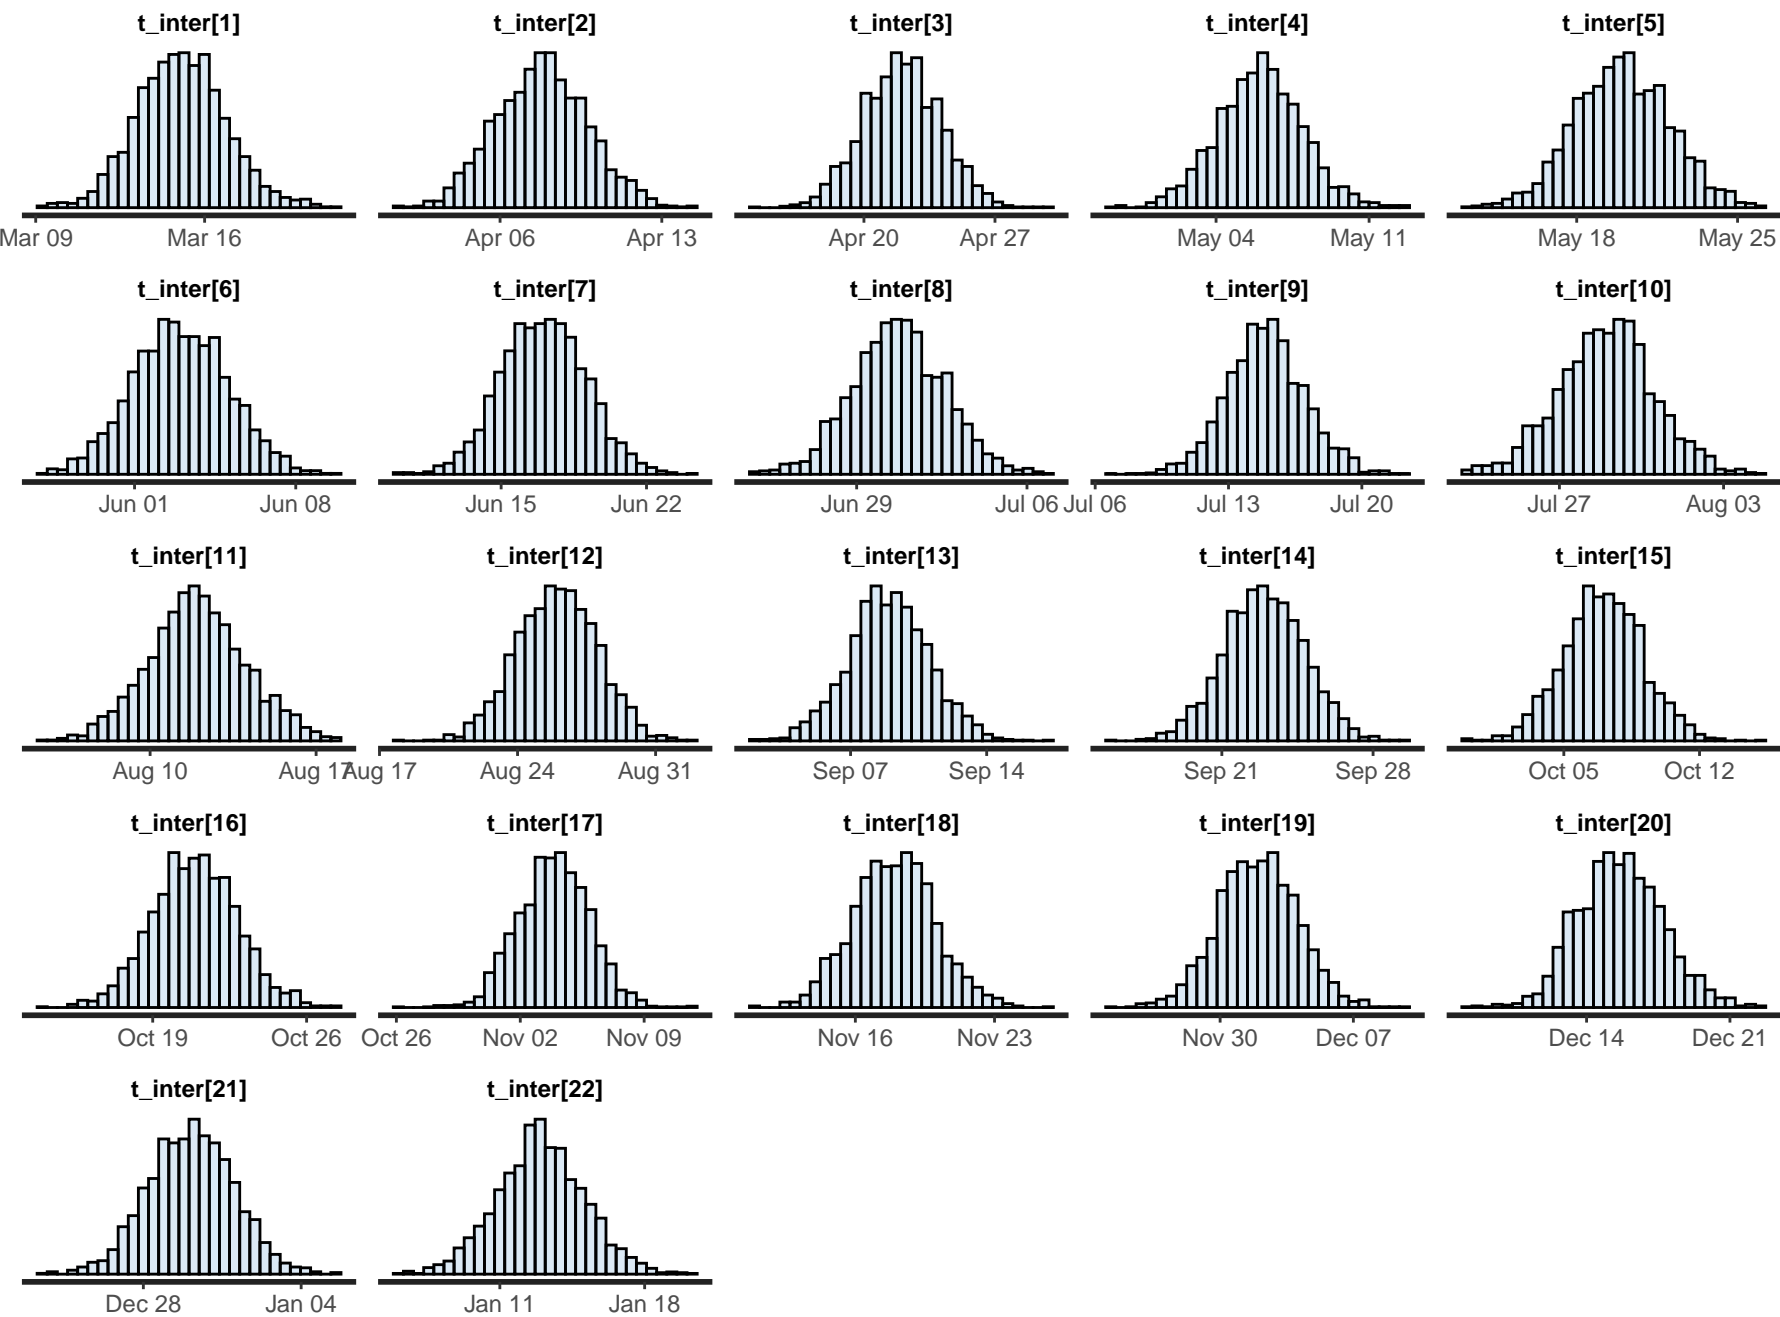 t_inter[1] t_inter[2] t_inter[3] t_inter[4] t_inter[5]
Mar 09 Mar 16 Apr 06 Apr 13 Apr 20 Apr 27 May 04 May 11 May 18 May 25
t_inter[6] t_inter[7] t_inter[8] t_inter[9] t_inter[10]
Jun 01 Jun 08 Jun 15 Jun 22 Jun 29 Jul 06 Jul 06 Jul 13 Jul 20 Jul 27 Aug 03
t_inter[11] t_inter[12] t_inter[13] t_inter[14] t_inter[15]
Aug 10 Aug 17 Aug 17 Aug 24 Aug 31 Sep 07 Sep 14 Sep 21 Sep 28 Oct 05 Oct 12
t_inter[16] t_inter[17] t_inter[18] t_inter[19] t_inter[20]
Oct 19 Oct 26 Oct 26 Nov 02 Nov 09 Nov 16 Nov 23 Nov 30 Dec 07 Dec 14 Dec 21
t_inter[21] t_inter[22]
Dec 28 Jan 04 Jan 11 Jan 18